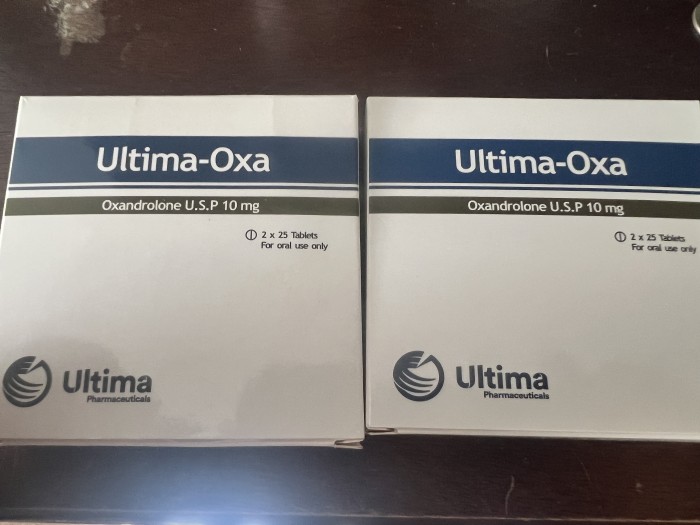 Ultima-Oxa
Oxandrolone U.S.P 10 mg
2 x 25 Tablets
For oral use only
Ultima
Pharmaceuticals
Ultima-Oxa
Oxandrolone U.S.P 10 mg
2 x 25 Tablets
For oral use only
Ultima
Pharmaceuticals